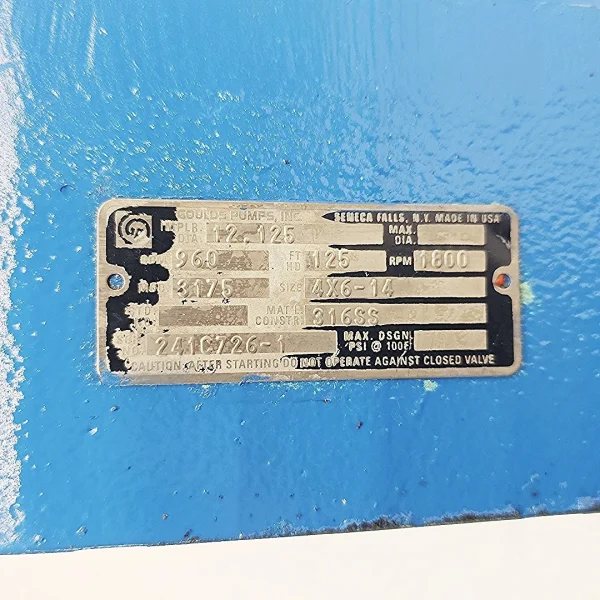 GOULDS PUMPS, INC. SENECA FALLS, N.Y. MADE IN USA
IMPLR. DIA. 12.125 MAX. DIA.
960 FT HD 125 RPM 1800
3175 SIZE 4X6-14
STD. MAT'L CONSTR. 316SS
241C726-1 MAX. DSGN. PSI @ 100F.
CAUTION: AFTER STARTING DO NOT OPERATE AGAINST CLOSED VALVE